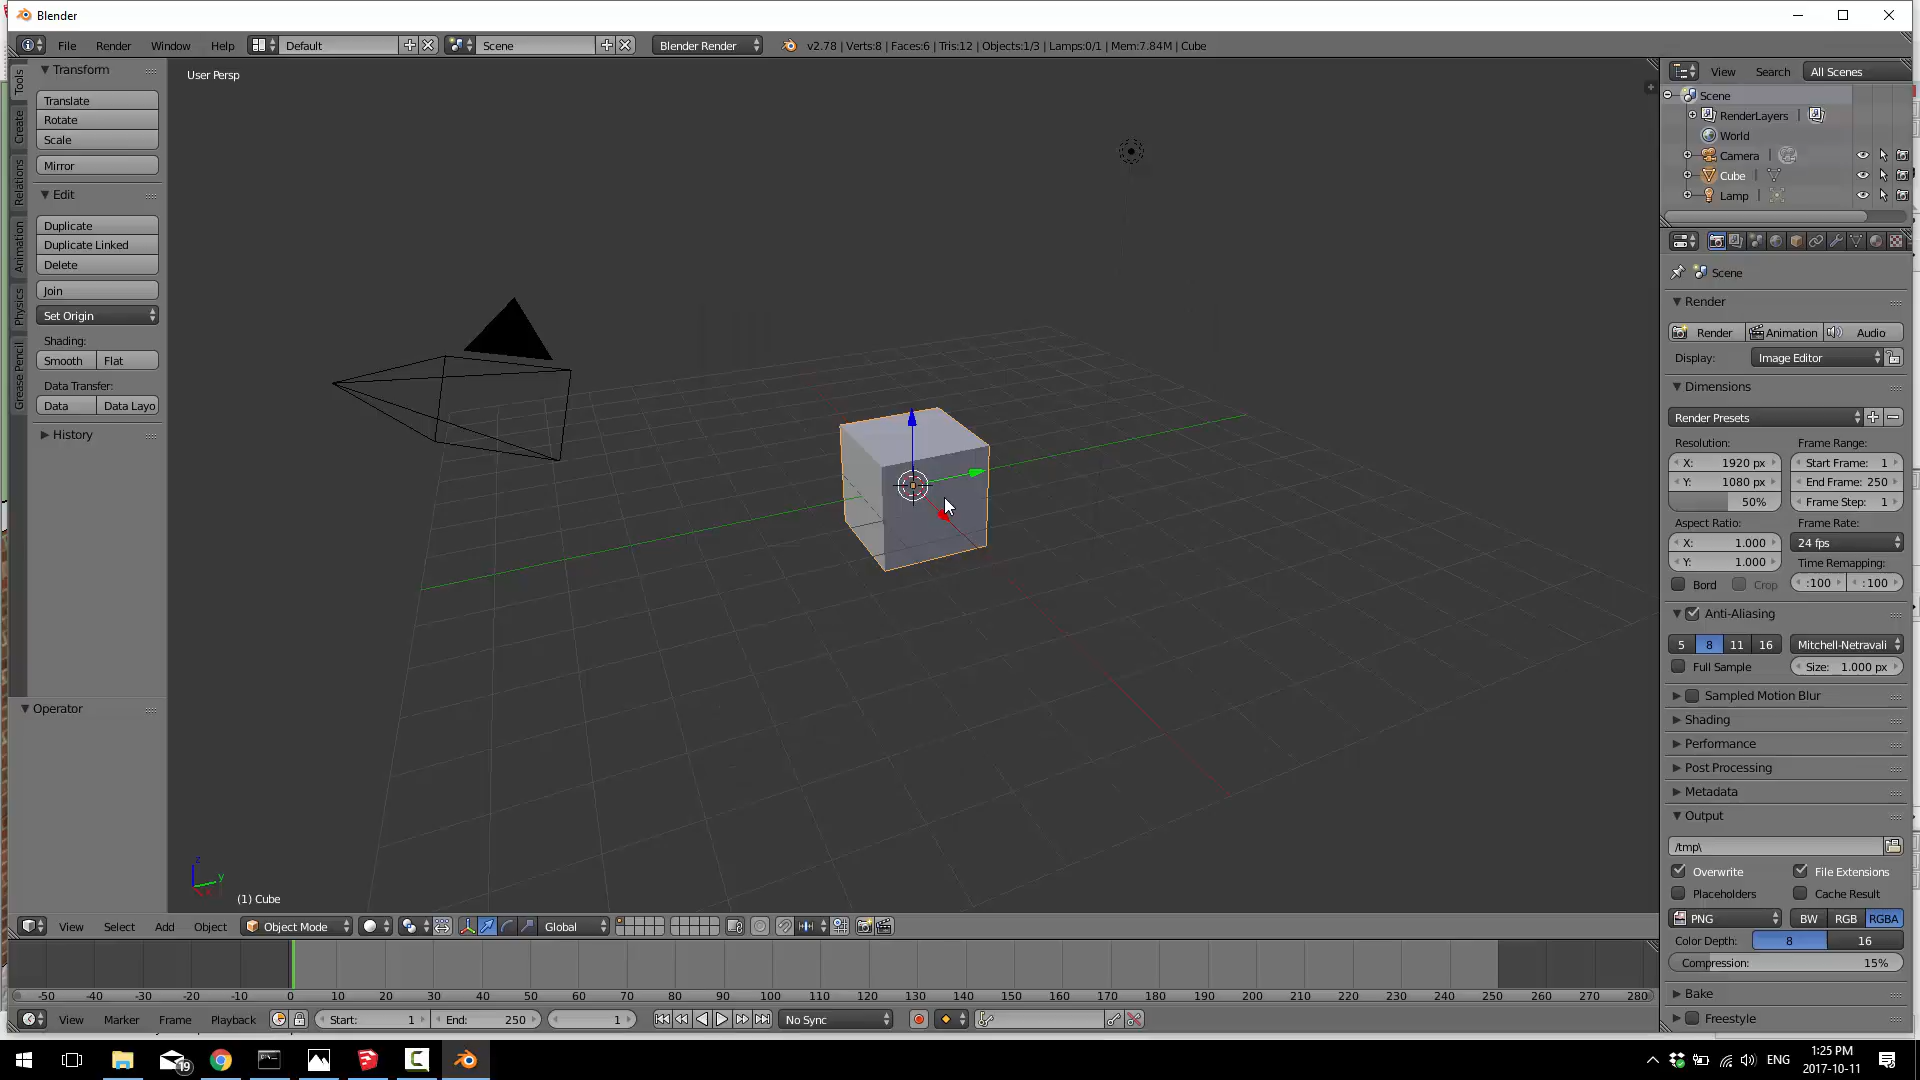 Blender
File Render Window Help Default Scene Blender Render v2.78 | Verts:8 | Faces:6 | Tris:12 | Objects:1/3 | Lamps:0/1 | Mem:7.84M | Cube
User Persp
Tools
Create
Relations
Animation
Physics
Grease Pencil
Transform
Translate
Rotate
Scale
Mirror
Edit
Duplicate
Duplicate Linked
Delete
Join
Set Origin
Shading:
Smooth Flat
Data Transfer:
Data Data Layo
History
Operator
z
y
(1) Cube
View Select Add Object Object Mode Global
-50 -40 -30 -20 -10 0 10 20 30 40 50 60 70 80 90 100 110 120 130 140 150 160 170 180 190 200 210 220 230 240 250 260 270 280
View Marker Frame Playback Start: 1 End: 250 1 No Sync
View Search All Scenes
Scene
RenderLayers |
World
Camera |
Cube |
Lamp |
Scene
Render
Render Animation Audio
Display: Image Editor
Dimensions
Render Presets
Resolution: Frame Range:
X: 1920 px Start Frame: 1
Y: 1080 px End Frame: 250
50% Frame Step: 1
Aspect Ratio: Frame Rate:
X: 1.000 24 fps
Y: 1.000 Time Remapping:
Bord Crop :100 :100
Anti-Aliasing
5 8 11 16 Mitchell-Netravali
Full Sample Size: 1.000 px
Sampled Motion Blur
Shading
Performance
Post Processing
Metadata
Output
/tmp\
Overwrite File Extensions
Placeholders Cache Result
PNG BW RGB RGBA
Color Depth: 8 16
Compression: 15%
Bake
Freestyle
19
ENG 1:25 PM
2017-10-11